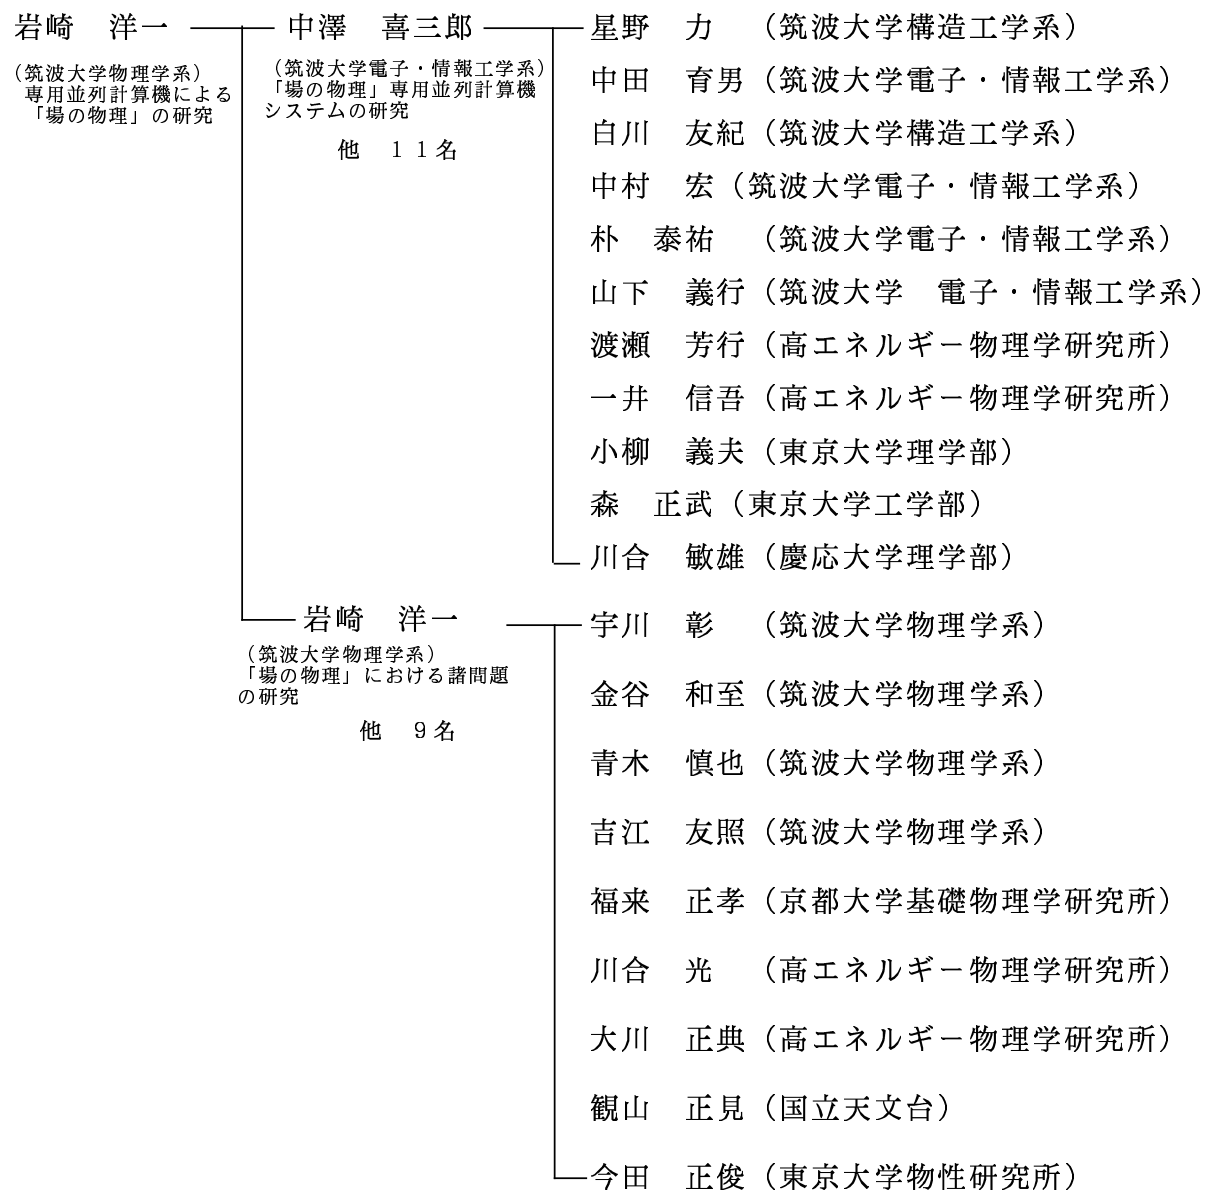 岩崎　洋一
（筑波大学物理学系）
専用並列計算機による
「場の物理」の研究
中澤　喜三郎
（筑波大学電子・情報工学系）
「場の物理」専用並列計算機
システムの研究
他　１１名
星野　力　（筑波大学構造工学系）
中田　育男（筑波大学電子・情報工学系）
白川　友紀（筑波大学構造工学系）
中村　宏（筑波大学電子・情報工学系）
朴　泰祐　（筑波大学電子・情報工学系）
山下　義行（筑波大学　電子・情報工学系）
渡瀬　芳行（高エネルギー物理学研究所）
一井　信吾（高エネルギー物理学研究所）
小柳　義夫（東京大学理学部）
森　正武（東京大学工学部）
川合　敏雄（慶応大学理学部）
岩崎　洋一
（筑波大学物理学系）
「場の物理」における諸問題
の研究
他　９名
宇川　彰　（筑波大学物理学系）
金谷　和至（筑波大学物理学系）
青木　慎也（筑波大学物理学系）
吉江　友照（筑波大学物理学系）
福来　正孝（京都大学基礎物理学研究所）
川合　光　（高エネルギー物理学研究所）
大川　正典（高エネルギー物理学研究所）
観山　正見（国立天文台）
今田　正俊（東京大学物性研究所）